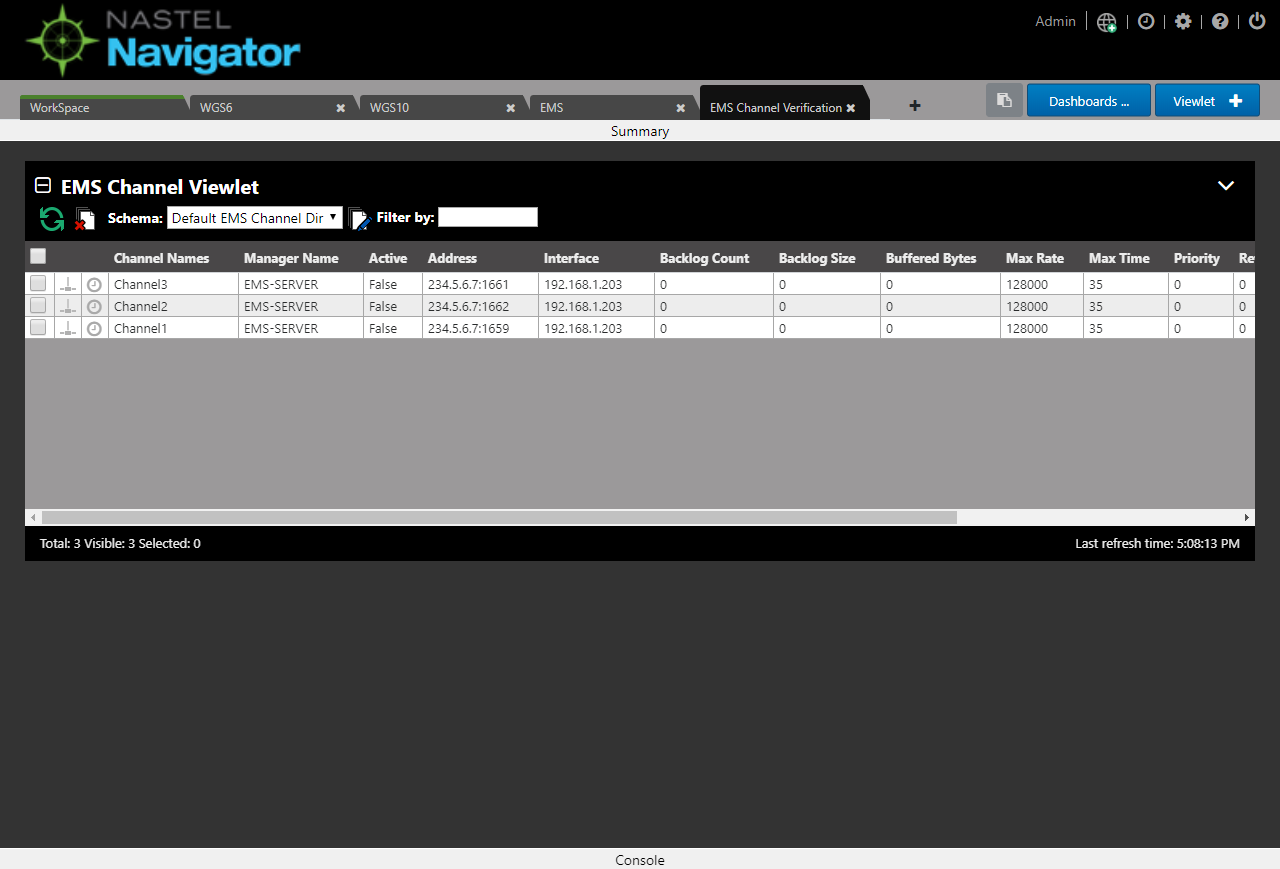 NASTEL
Navigator
Admin
WorkSpace WGS6 WGS10 EMS EMS Channel Verification Dashboards ... Viewlet
Summary
EMS Channel Viewlet
Schema: Default EMS Channel Dir Filter by:
Channel Names Manager Name Active Address Interface Backlog Count Backlog Size Buffered Bytes Max Rate Max Time Priority Re
Channel3 EMS-SERVER False 234.5.6.7:1661 192.168.1.203 0 0 0 128000 35 0 0
Channel2 EMS-SERVER False 234.5.6.7:1662 192.168.1.203 0 0 0 128000 35 0 0
Channel1 EMS-SERVER False 234.5.6.7:1659 192.168.1.203 0 0 0 128000 35 0 0
Total: 3 Visible: 3 Selected: 0 Last refresh time: 5:08:13 PM
Console